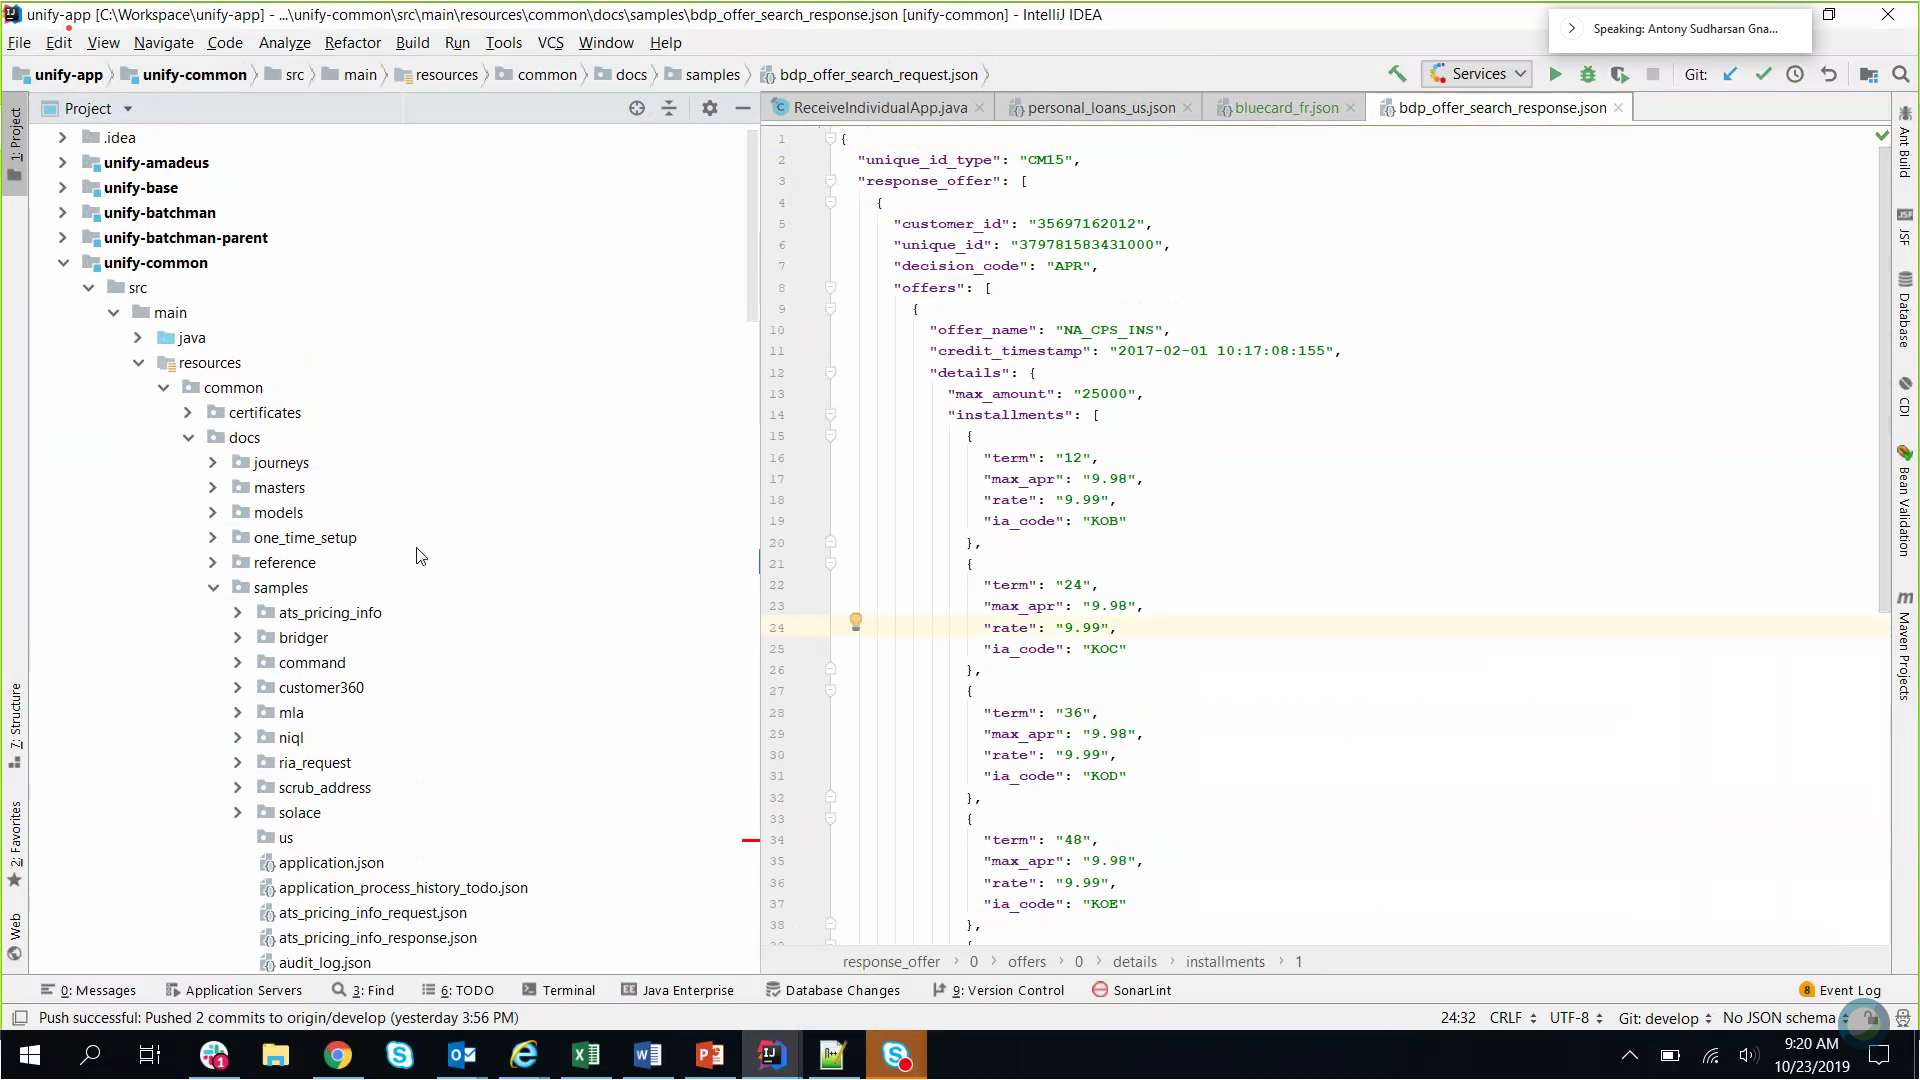 unify-app [C:\Workspace\unify-app] - ...\unify-common\src\main\resources\common\docs\samples\bdp_offer_search_response.json [unify-common] - IntelliJ IDEA
Speaking: Antony Sudharsan Gna...
File Edit View Navigate Code Analyze Refactor Build Run Tools VCS Window Help
unify-app unify-common src main resources common docs samples bdp_offer_search_request.json Services Git:
Project
ReceiveIndividualApp.java personal_loans_us.json bluecard_fr.json bdp_offer_search_response.json
1: Project
7: Structure
2: Favorites
Web
.idea
unify-amadeus
unify-base
unify-batchman
unify-batchman-parent
unify-common
src
main
java
resources
common
certificates
docs
journeys
masters
models
one_time_setup
reference
samples
ats_pricing_info
bridger
command
customer360
mla
niql
ria_request
scrub_address
solace
us
application.json
application_process_history_todo.json
ats_pricing_info_request.json
ats_pricing_info_response.json
audit_log.json
1 {
2 "unique_id_type": "CM15",
3 "response_offer": [
4 {
5 "customer_id": "35697162012",
6 "unique_id": "379781583431000",
7 "decision_code": "APR",
8 "offers": [
9 {
10 "offer_name": "NA_CPS_INS",
11 "credit_timestamp": "2017-02-01 10:17:08:155",
12 "details": {
13 "max_amount": "25000",
14 "installments": [
15 {
16 "term": "12",
17 "max_apr": "9.98",
18 "rate": "9.99",
19 "ia_code": "KOB"
20 },
21 {
22 "term": "24",
23 "max_apr": "9.98",
24 "rate": "9.99",
25 "ia_code": "KOC"
26 },
27 {
28 "term": "36",
29 "max_apr": "9.98",
30 "rate": "9.99",
31 "ia_code": "KOD"
32 },
33 {
34 "term": "48",
35 "max_apr": "9.98",
36 "rate": "9.99",
37 "ia_code": "KOE"
38 },
response_offer 0 offers 0 details installments 1
Ant Build
JSF
Database
CDI
Bean Validation
Maven Projects
0: Messages Application Servers 3: Find 6: TODO Terminal Java Enterprise Database Changes 9: Version Control SonarLint 8 Event Log
Push successful: Pushed 2 commits to origin/develop (yesterday 3:56 PM) 24:32 CRLF UTF-8 Git: develop No JSON schema
9:20 AM
10/23/2019